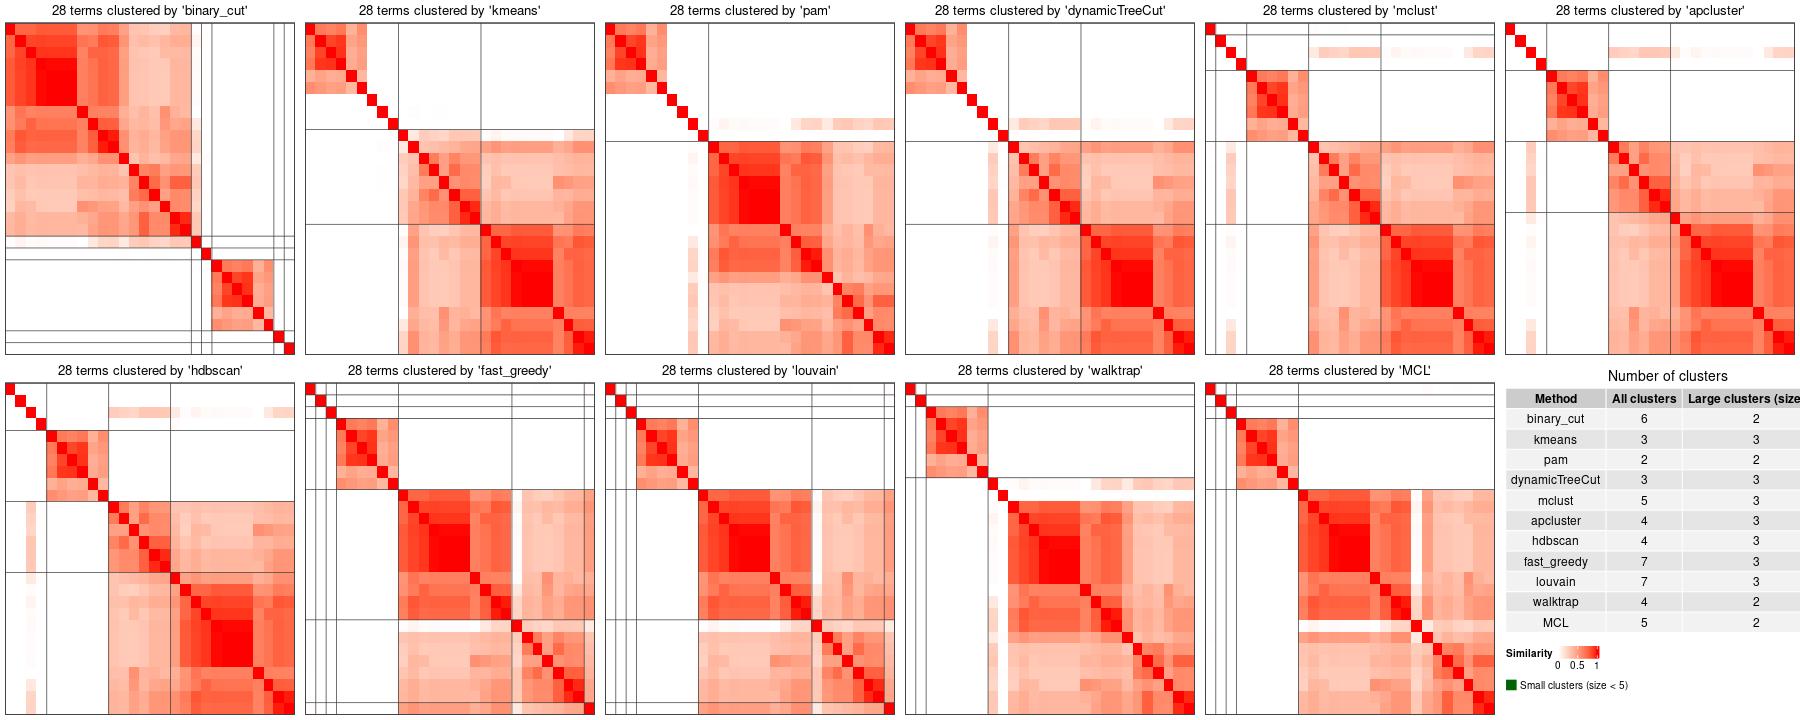 28 terms clustered by 'binary_cut'
28 terms clustered by 'kmeans'
28 terms clustered by 'pam'
28 terms clustered by 'dynamicTreeCut'
28 terms clustered by 'mclust'
28 terms clustered by 'apcluster'
28 terms clustered by 'hdbscan'
28 terms clustered by 'fast_greedy'
28 terms clustered by 'louvain'
28 terms clustered by 'walktrap'
28 terms clustered by 'MCL'
Number of clusters
Method All clusters Large clusters (size
binary_cut 6 2
kmeans 3 3
pam 2 2
dynamicTreeCut 3 3
mclust 5 3
apcluster 4 3
hdbscan 4 3
fast_greedy 7 3
louvain 7 3
walktrap 4 2
MCL 5 2
Similarity
0 0.5 1
Small clusters (size < 5)